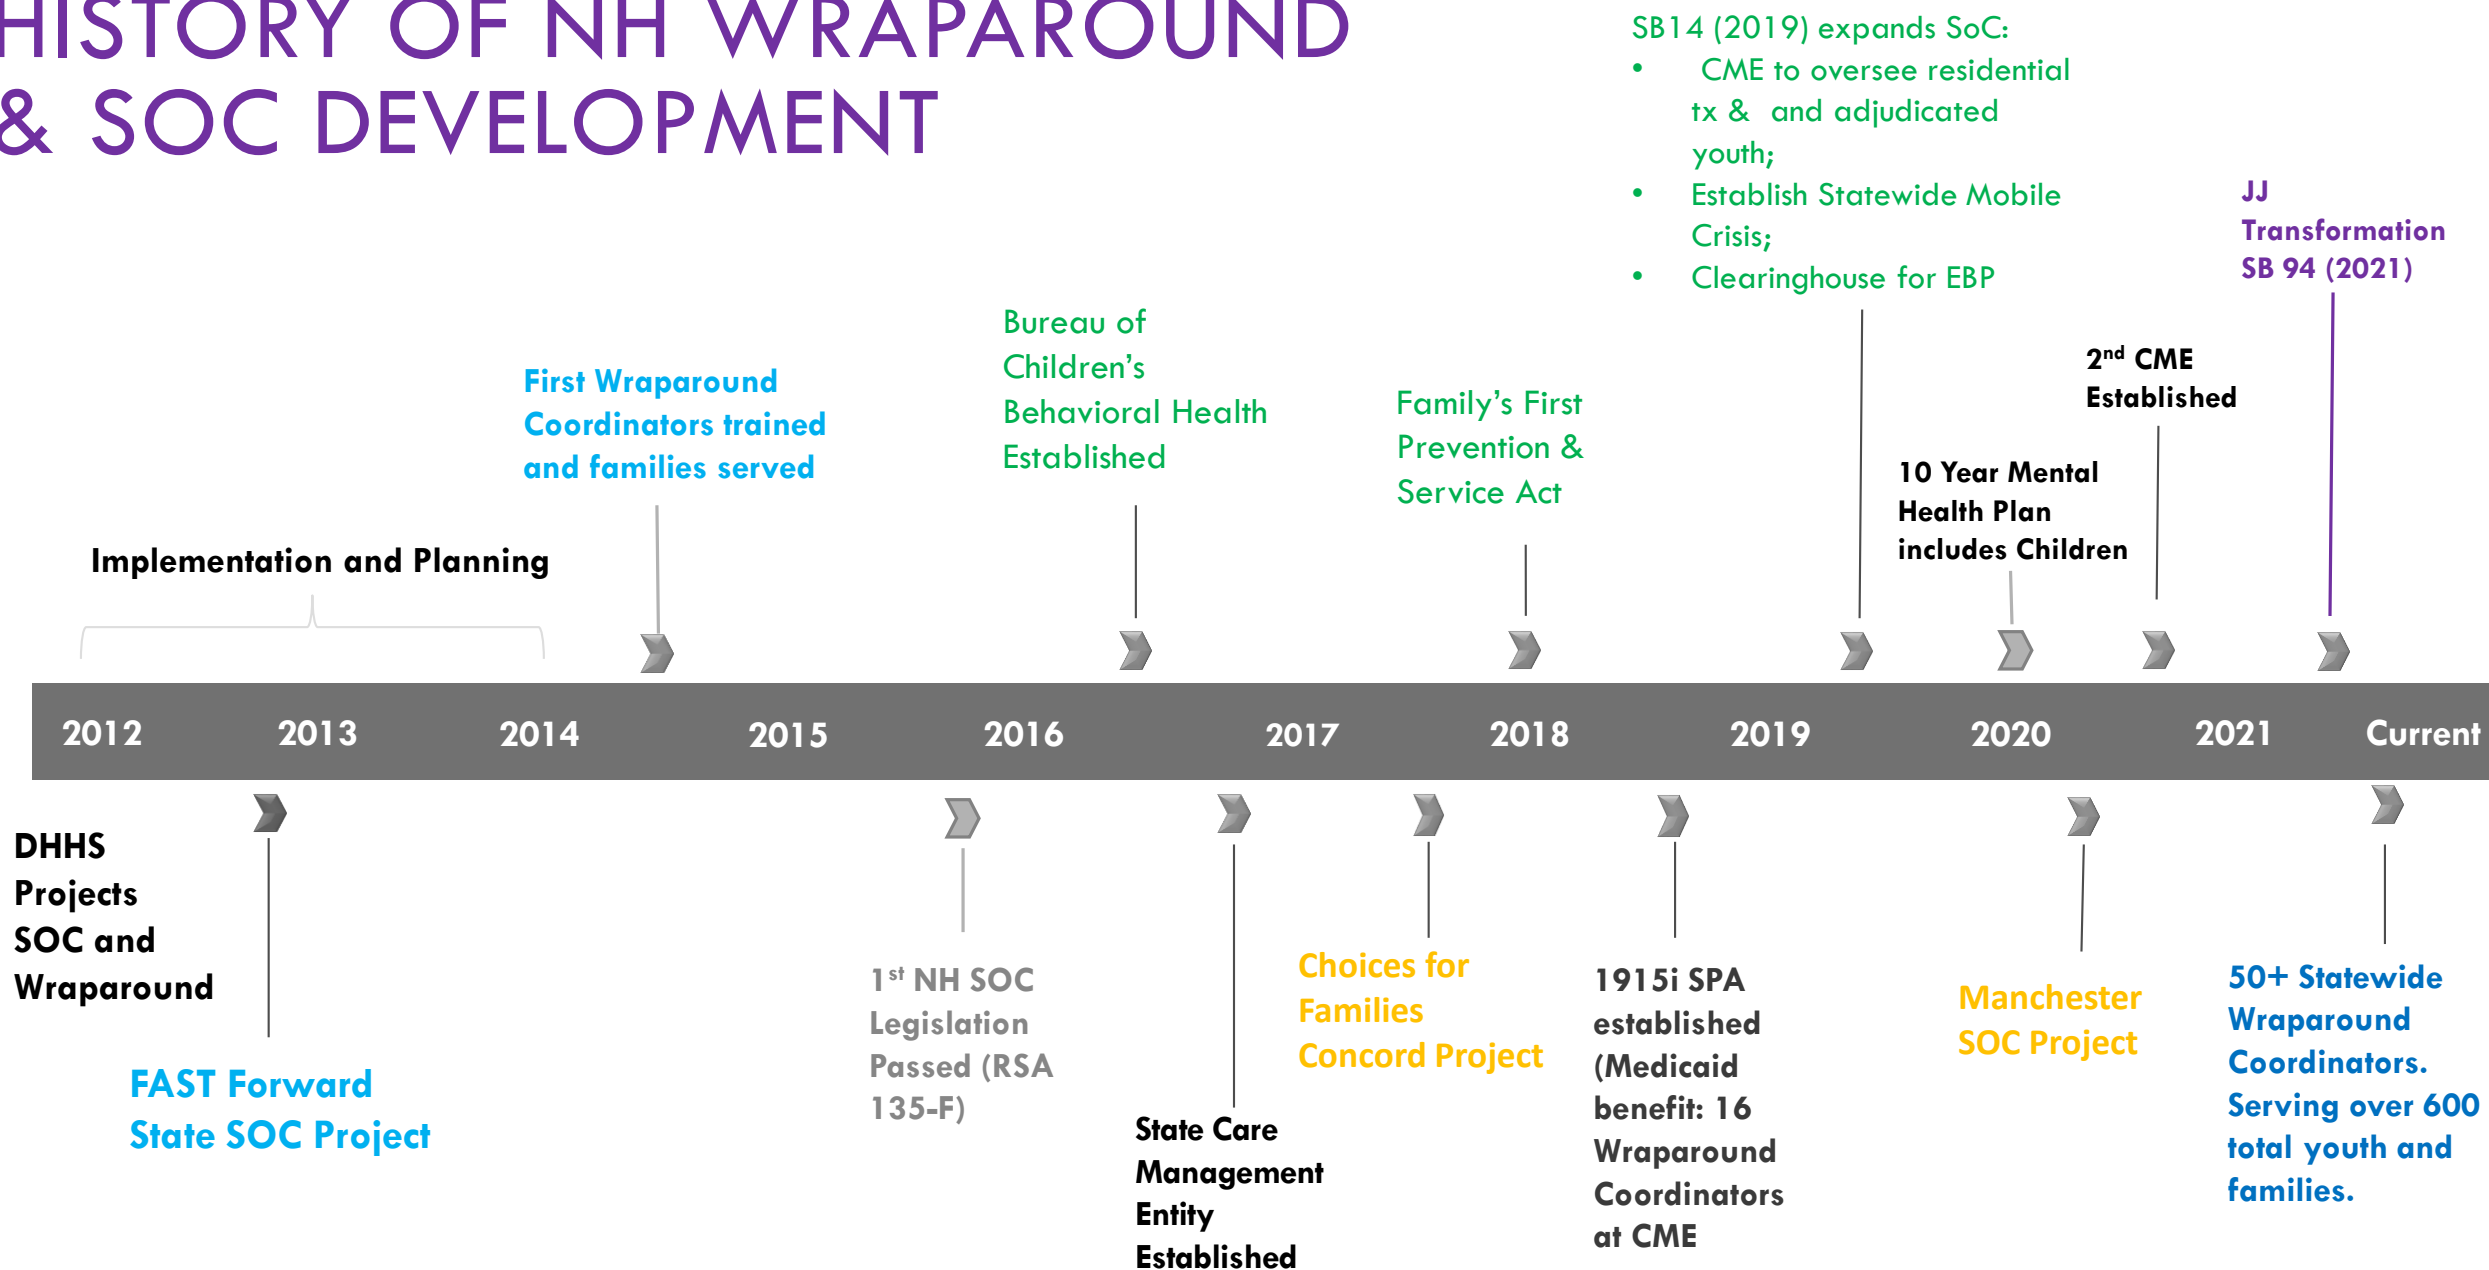 HISTORY OF NH WRAPAROUND
& SOC DEVELOPMENT
SB14 (2019) expands SoC:
• CME to oversee residential
tx & and adjudicated
youth;
• Establish Statewide Mobile
Crisis;
• Clearinghouse for EBP
JJ
Transformation
SB 94 (2021)
Bureau of
Children's
Behavioral Health
Established
First Wraparound
Coordinators trained
and families served
Family's First
Prevention &
Service Act
2nd CME
Established
10 Year Mental
Health Plan
includes Children
Implementation and Planning
2012 2013 2014 2015 2016 2017 2018 2019 2020 2021 Current
DHHS
Projects
SOC and
Wraparound
FAST Forward
State SOC Project
1st NH SOC
Legislation
Passed (RSA
135-F)
State Care
Management
Entity
Established
Choices for
Families
Concord Project
1915i SPA
established
(Medicaid
benefit: 16
Wraparound
Coordinators
at CME
Manchester
SOC Project
50+ Statewide
Wraparound
Coordinators.
Serving over 600
total youth and
families.